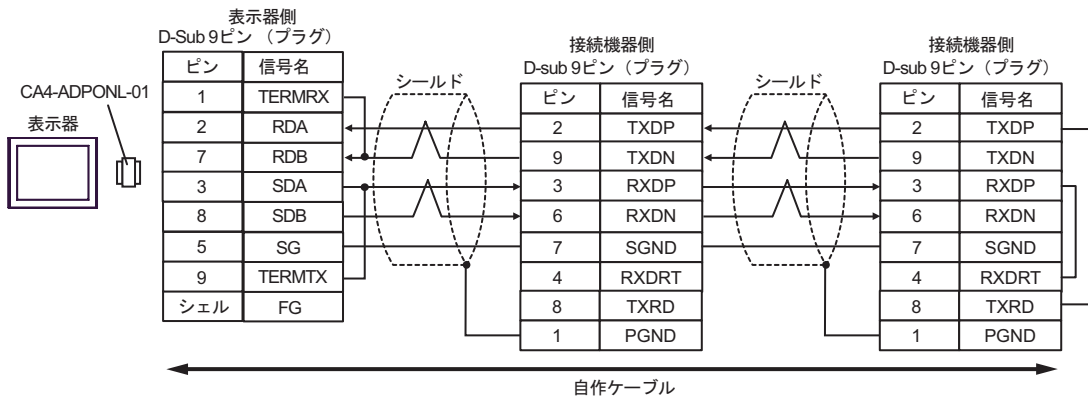 表示器側
D-Sub 9ピン（プラグ）
接続機器側
D-sub 9ピン（プラグ）
接続機器側
D-sub 9ピン（プラグ）
CA4-ADPONL-01
表示器
シールド
シールド
ピン 信号名
1 TERMRX
2 RDA
7 RDB
3 SDA
8 SDB
5 SG
9 TERMTX
シェル FG
ピン 信号名
2 TXDP
9 TXDN
3 RXDP
6 RXDN
7 SGND
4 RXDRT
8 TXRD
1 PGND
ピン 信号名
2 TXDP
9 TXDN
3 RXDP
6 RXDN
7 SGND
4 RXDRT
8 TXRD
1 PGND
自作ケーブル